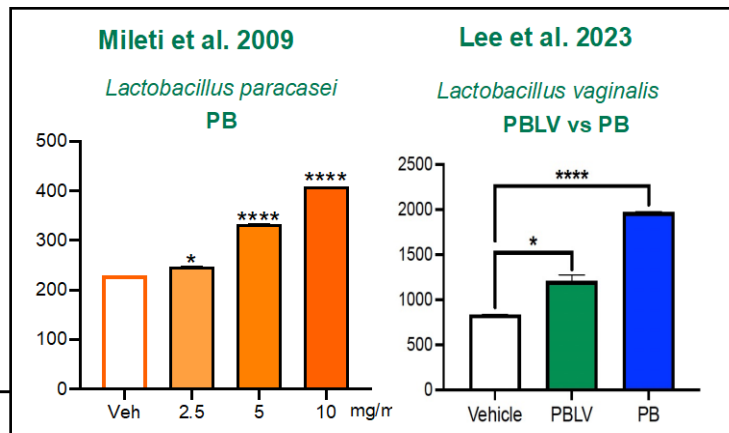 Mileti et al. 2009
Lactobacillus paracasei
PB
500
400
300
200
100
0
*
****
****
Veh 2.5 5 10 mg/m
Lee et al. 2023
Lactobacillus vaginalis
PBLV vs PB
2500
2000
1500
1000
500
0
****
*
Vehicle PBLV PB